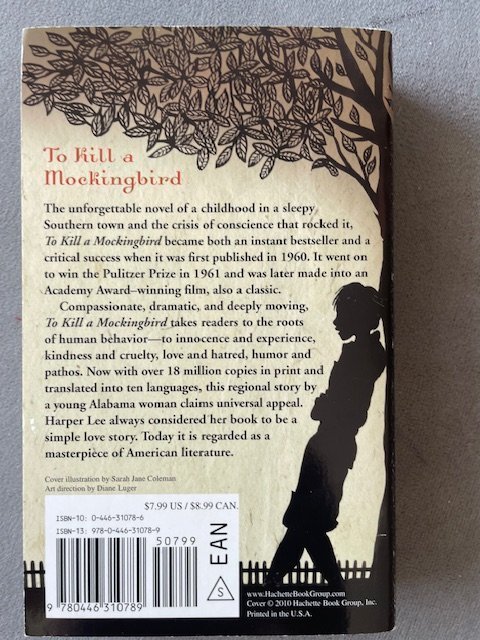 To Kill a
Mockingbird
The unforgettable novel of a childhood in a sleepy
Southern town and the crisis of conscience that rocked it,
To Kill a Mockingbird became both an instant bestseller and a
critical success when it was first published in 1960. It went on
to win the Pulitzer Prize in 1961 and was later made into an
Academy Award–winning film, also a classic.
Compassionate, dramatic, and deeply moving,
To Kill a Mockingbird takes readers to the roots
of human behavior—to innocence and experience,
kindness and cruelty, love and hatred, humor and
pathos. Now with over 18 million copies in print and
translated into ten languages, this regional story by
a young Alabama woman claims universal appeal.
Harper Lee always considered her book to be a
simple love story. Today it is regarded as a
masterpiece of American literature.
Cover illustration by Sarah Jane Coleman
Art direction by Diane Luger
$7.99 US / $8.99 CAN.
ISBN-10: 0-446-31078-6
ISBN-13: 978-0-446-31078-9
50799
EAN
S
9 780446 310789
www.HachetteBookGroup.com
Cover © 2010 Hachette Book Group, Inc.
Printed in the U.S.A.